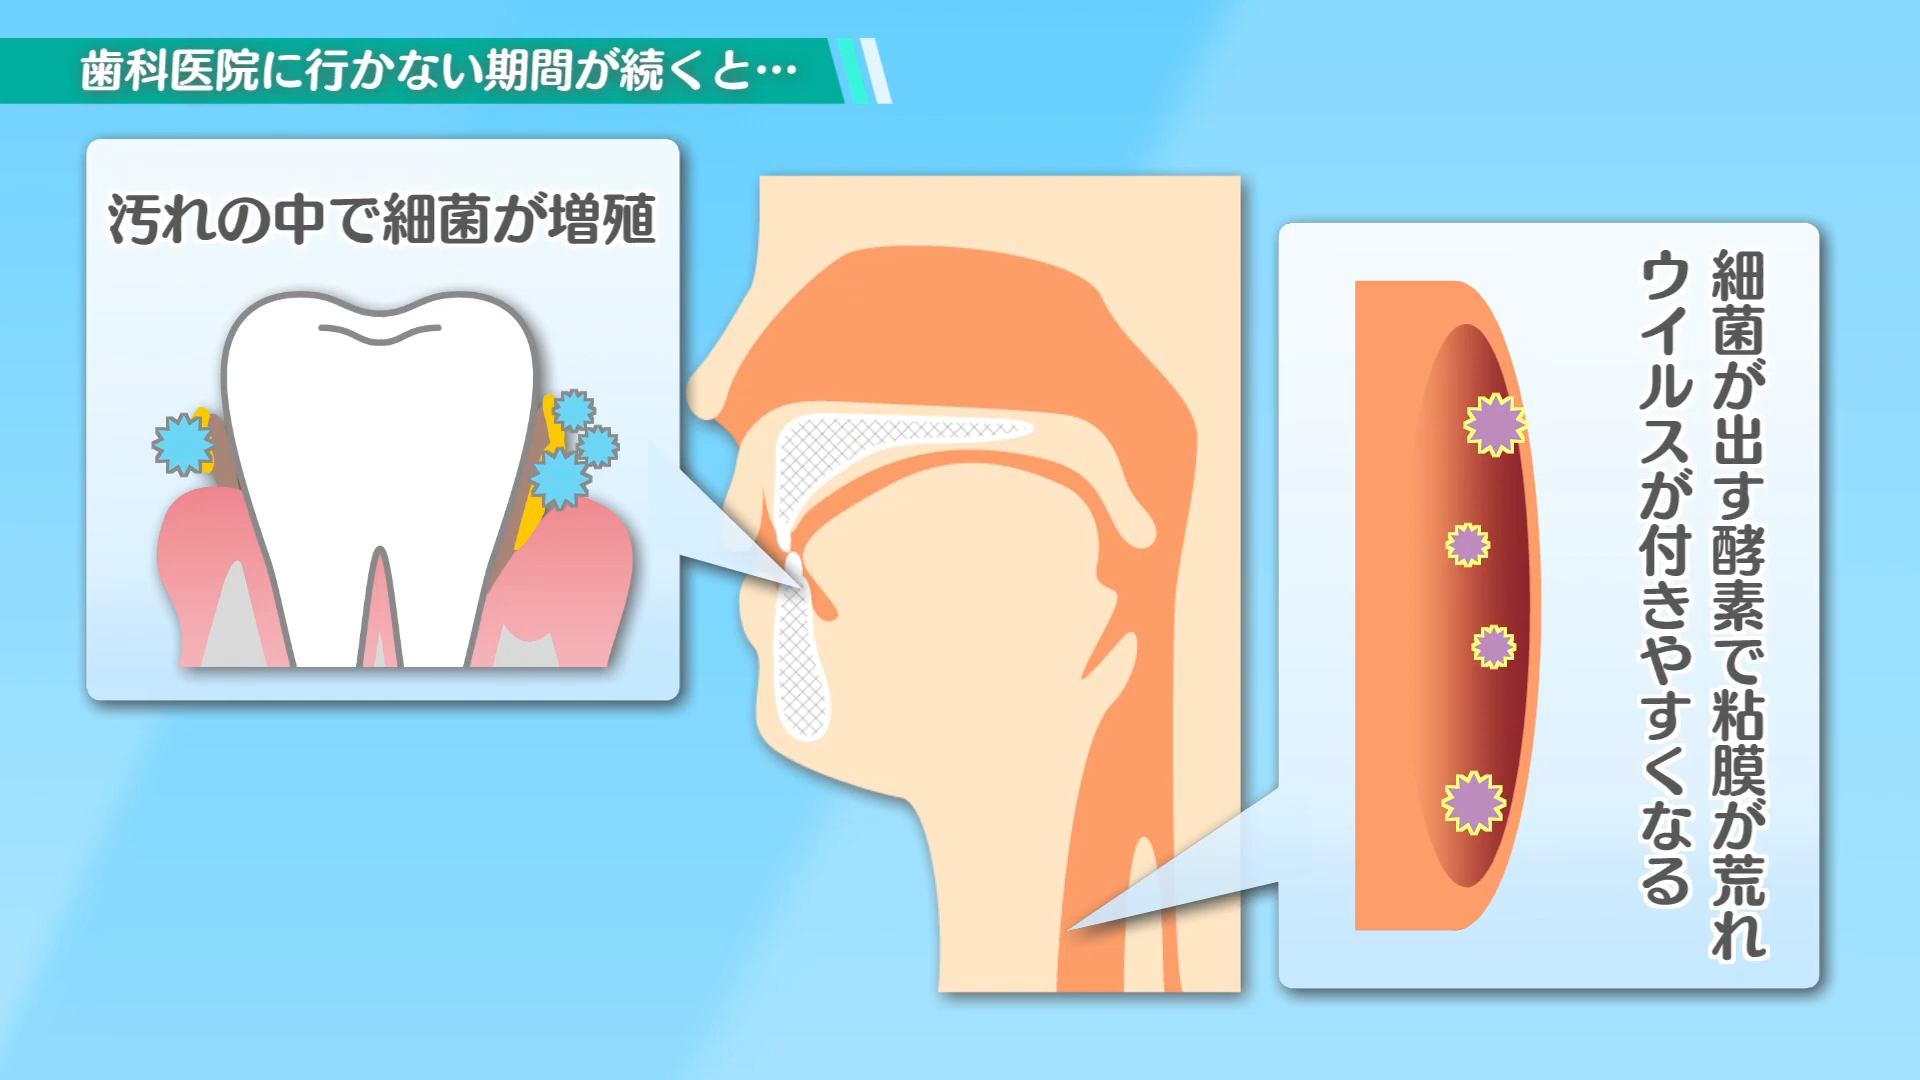 歯科医院に行かない期間が続くと…
汚れの中で細菌が増殖
細菌が出す酵素で粘膜が荒れ
ウイルスが付きやすくなる